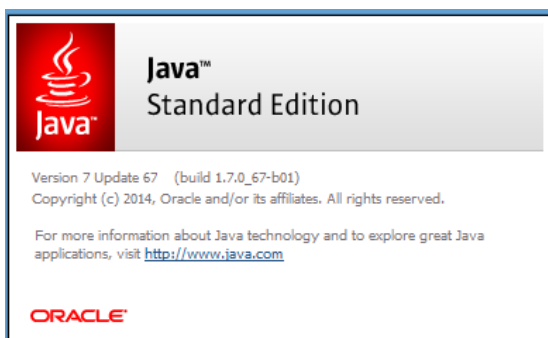 Java™
Java™
Standard Edition
Version 7 Update 67 (build 1.7.0_67-b01)
Copyright (c) 2014, Oracle and/or its affiliates. All rights reserved.
For more information about Java technology and to explore great Java
applications, visit http://www.java.com
ORACLE®